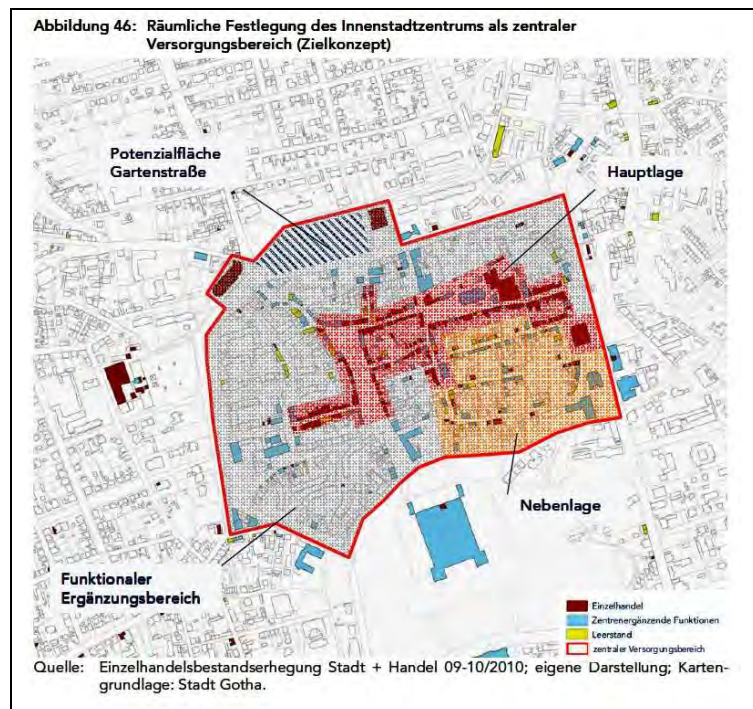 Abbildung 46: Räumliche Festlegung des Innenstadtzentrums als zentraler
Versorgungsbereich (Zielkonzept)
Potenzialfläche
Gartenstraße
Hauptlage
Nebenlage
Funktionaler
Ergänzungsbereich
Einzelhandel
Zentrenergänzende Funktionen
Leerstand
zentraler Versorgungsbereich
Quelle: Einzelhandelsbestandserhegung Stadt + Handel 09-10/2010; eigene Darstellung; Karten-
grundlage: Stadt Gotha.